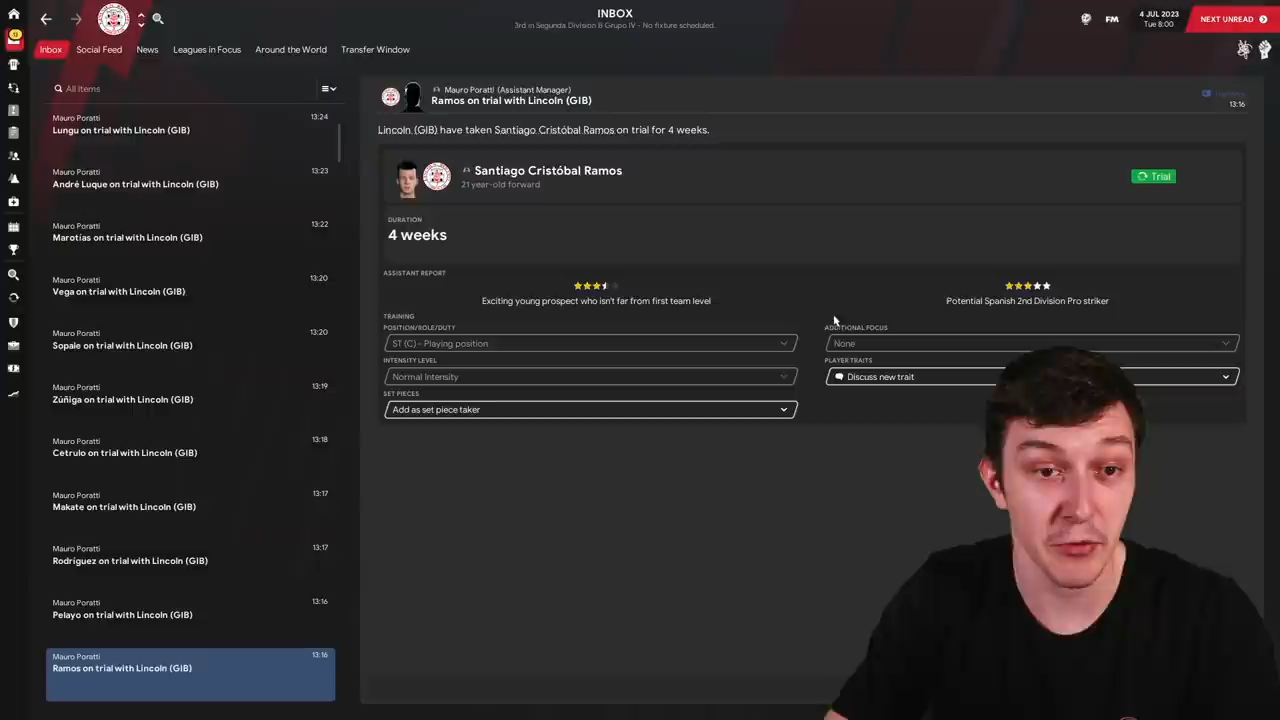 INBOX
3rd in Segunda División B Grupo IV - No fixture scheduled.
FM
4 JUL 2023
Tue 8:00
NEXT UNREAD
Inbox
Social Feed
News
Leagues in Focus
Around the World
Transfer Window
All Items
13:24
Lungu on trial with Lincoln (GIB)
Mauro Poratti
13:23
André Luque on trial with Lincoln (GIB)
Mauro Poratti
13:22
Marotías on trial with Lincoln (GIB)
Mauro Poratti
13:20
Vega on trial with Lincoln (GIB)
Mauro Poratti
13:20
Sopale on trial with Lincoln (GIB)
Mauro Poratti
13:19
Zúñiga on trial with Lincoln (GIB)
Mauro Poratti
13:18
Cetrulo on trial with Lincoln (GIB)
Mauro Poratti
13:17
Makate on trial with Lincoln (GIB)
Mauro Poratti
13:17
Rodríguez on trial with Lincoln (GIB)
Mauro Poratti
13:16
Pelayo on trial with Lincoln (GIB)
Mauro Poratti
13:16
Ramos on trial with Lincoln (GIB)
Mauro Poratti (Assistant Manager)
Ramos on trial with Lincoln (GIB)
13:16
Lincoln (GIB) have taken Santiago Cristóbal Ramos on trial for 4 weeks.
Santiago Cristóbal Ramos
21 year-old forward
Trial
DURATION
4 weeks
ASSISTANT REPORT
Exciting young prospect who isn't far from first team level
Potential Spanish 2nd Division Pro striker
TRAINING
POSITION/ROLE/DUTY
ST (C) - Playing position
ADDITIONAL FOCUS
None
INTENSITY LEVEL
Normal Intensity
PLAYER TRAITS
Discuss new trait
SET PIECES
Add as set piece taker